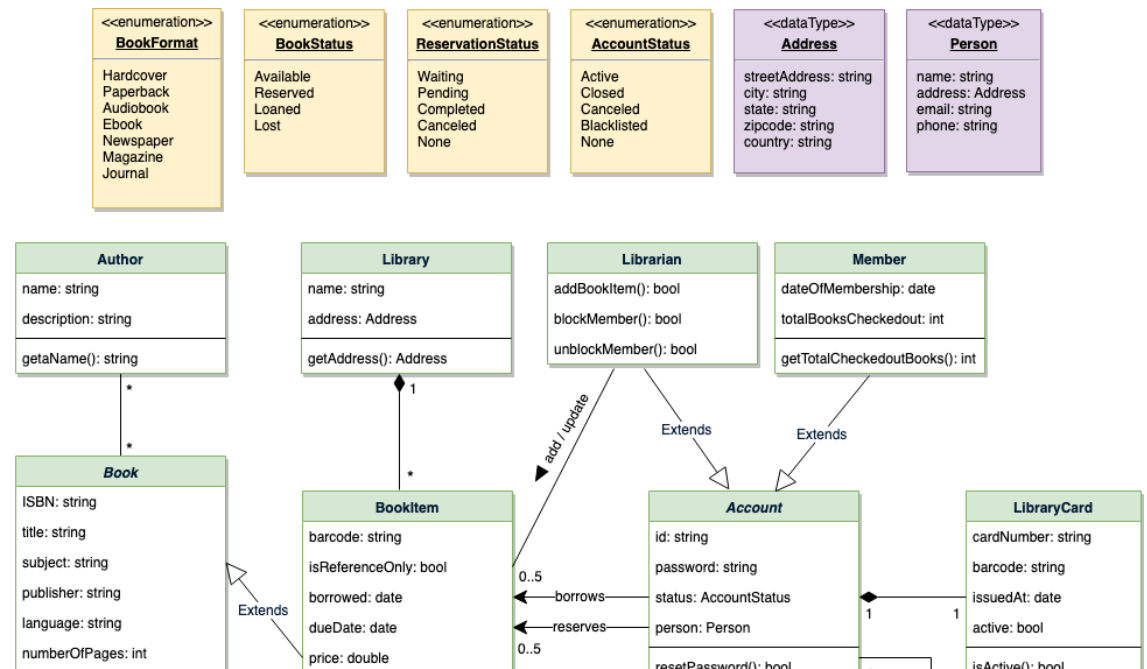 <<enumeration>>
BookFormat
Hardcover
Paperback
Audiobook
Ebook
Newspaper
Magazine
Journal
<<enumeration>>
BookStatus
Available
Reserved
Loaned
Lost
<<enumeration>>
ReservationStatus
Waiting
Pending
Completed
Canceled
None
<<enumeration>>
AccountStatus
Active
Closed
Canceled
Blacklisted
None
<<dataType>>
Address
streetAddress: string
city: string
state: string
zipcode: string
country: string
<<dataType>>
Person
name: string
address: Address
email: string
phone: string
Author
name: string
description: string
getaName(): string
Library
name: string
address: Address
getAddress(): Address
Librarian
addBookItem(): bool
blockMember(): bool
unblockMember(): bool
Member
dateOfMembership: date
totalBooksCheckedout: int
getTotalCheckedoutBooks(): int
*
*
1
*
add / update
Extends
Extends
Book
ISBN: string
title: string
subject: string
publisher: string
language: string
numberOfPages: int
Extends
BookItem
barcode: string
isReferenceOnly: bool
borrowed: date
dueDate: date
price: double
0..5
borrows
reserves
0..5
Account
id: string
password: string
status: AccountStatus
person: Person
resetPassword(): bool
1
1
LibraryCard
cardNumber: string
barcode: string
issuedAt: date
active: bool
isActive(): bool